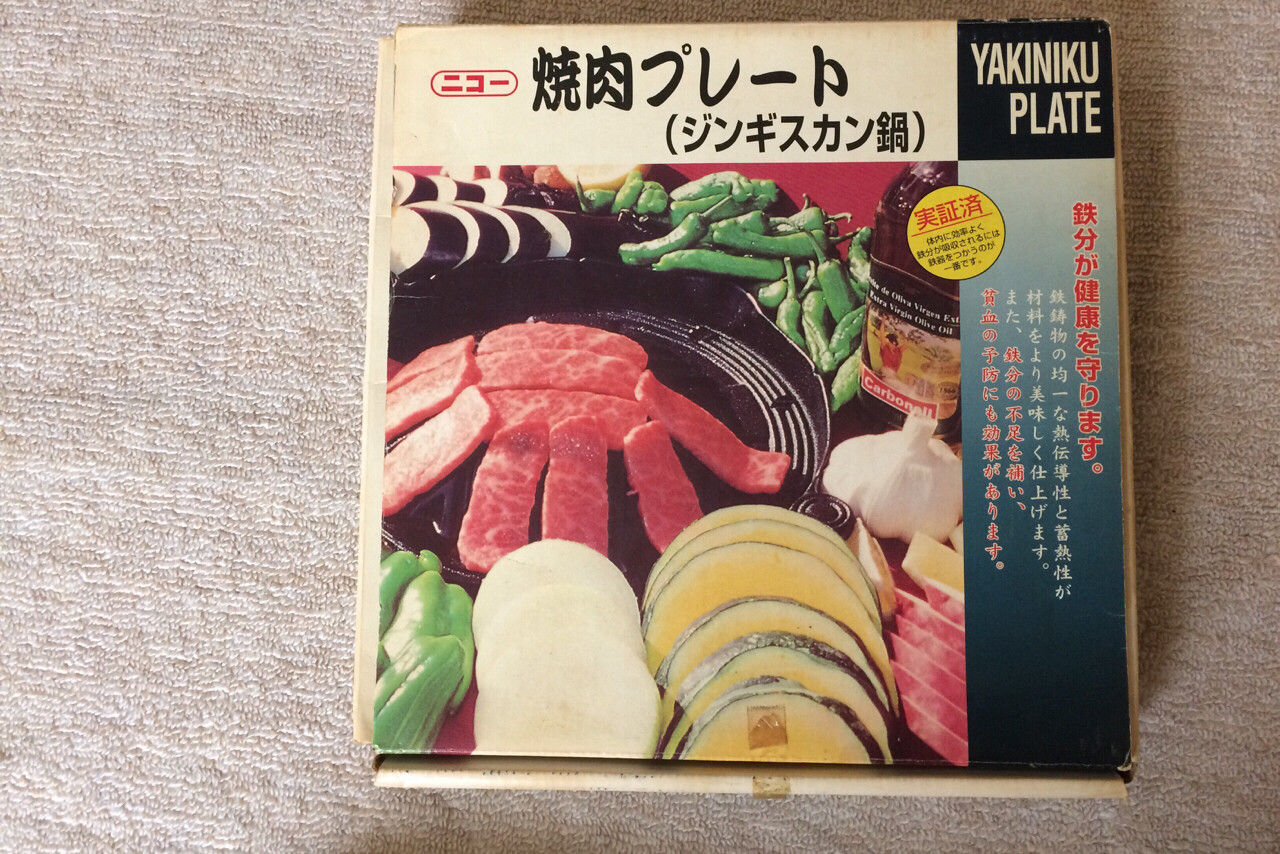 ニコー
焼肉プレート
(ジンギスカン鍋)
YAKINIKU
PLATE
実証済
体内に効率よく
鉄分が吸収されるには
鉄器をつかうのが
一番です。
鉄分が健康を守ります。
鉄鋳物の均一な熱伝導性と蓄熱性が
材料をより美味しく仕上げます。
また、鉄分の不足を補い、
貧血の予防にも効果があります。
de Oliva Virgen Ext
Extra Virgin Olive Oil
Carbonell